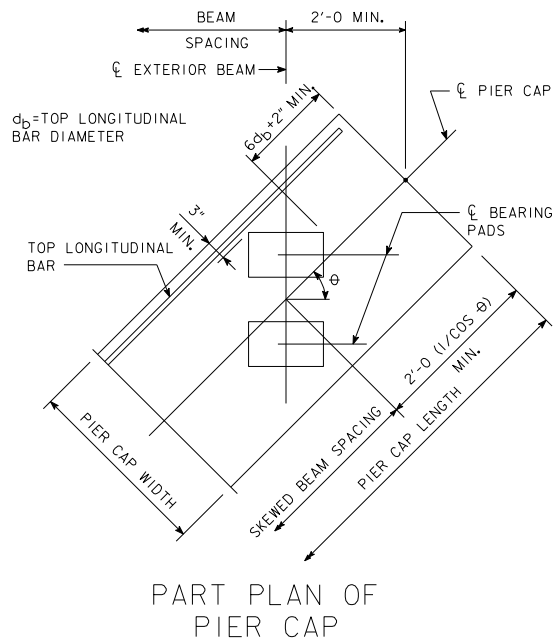 BEAM
SPACING
2'-0 MIN.
℄ EXTERIOR BEAM
℄ PIER CAP
6db+2" MIN.
db=TOP LONGITUDINAL
BAR DIAMETER
3"
MIN.
℄ BEARING
PADS
TOP LONGITUDINAL
BAR
θ
2'-0 (1/COS θ)
MIN.
PIER CAP WIDTH
SKEWED BEAM SPACING
PIER CAP LENGTH
PART PLAN OF
PIER CAP